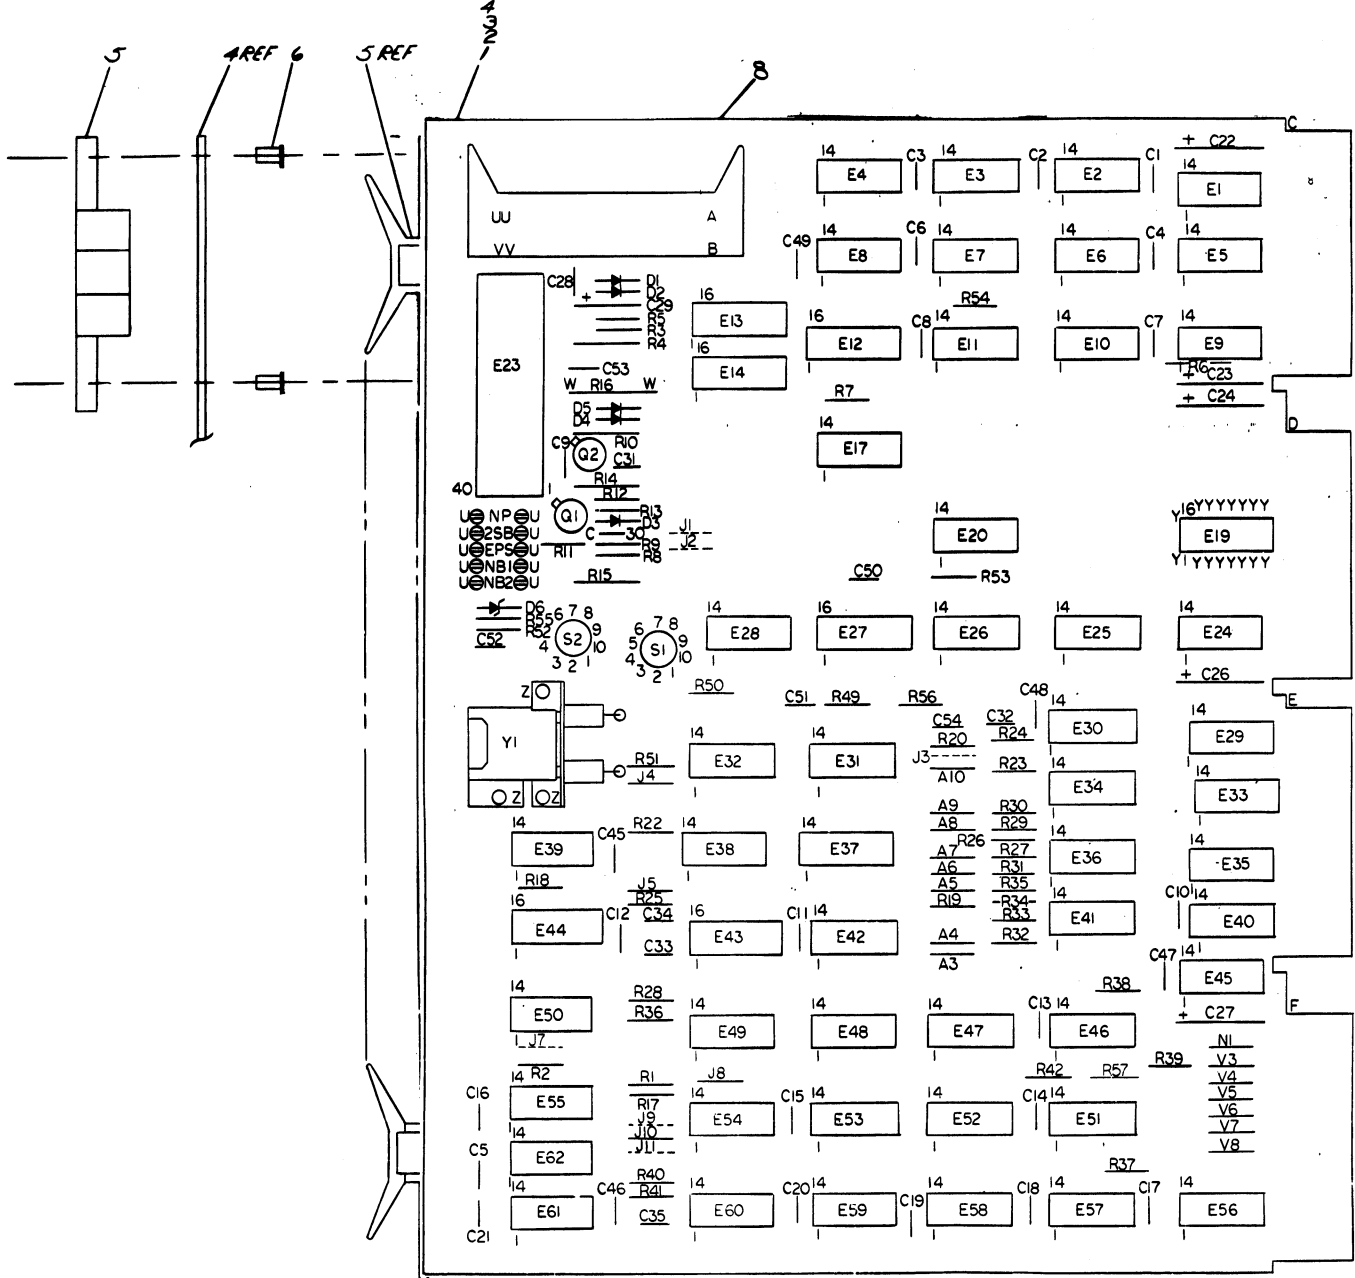 4
3
2
1
5
4 REF
6
5 REF
8
C
+ C22
14 E4
C3
14 E3
C2
14 E2
C1
14 E1
UU
A
VV
B
C49
14 E8
C6
14 E7
14 E6
C4
14 E5
C28
D1
D2
+ C29
R5
R3
R4
16 E13
R54
E23
16 E12
C8
14 E11
14 E10
C7
14 E9
R6
+ C23
+ C24
16 E14
C53
W R16 W
R7
D5
D4
R10
D
C9
Q2
C31
14 E17
R14
40
1
R12
Q1
R13
D3
C 30
R9
R8
R11
R15
J1
J2
U NP U
U 2SB U
U EPS U
U NB1 U
U NB2 U
14 E20
Y 16 YYYYYYY
E19
Y 1 YYYYYYY
C50
R53
D6
R55
R52
C52
6 7 8
9
10
4
3 2 1
S2
6 7 8
5 9
4 10
3 2 1
S1
14 E28
16 E27
14 E26
14 E25
14 E24
+ C26
R50
C51
R49
R56
C48
E
C54
C32
R20
R24
J3
A10
R23
14 E30
14 E29
Z
Y1
Z
Z
R51
J4
14 E32
14 E31
14 E34
14 E33
A9
R30
A8
R29
R26
A7
R27
A6
R31
A5
R35
R19
R34
R33
A4
R32
A3
14 E39
C45
R22
14 E38
14 E37
14 E36
14 E35
R18
J5
R25
C34
C33
16 E44
C12
16 E43
C11
14 E42
14 E41
C10
14 E40
C47
14 E45
R38
+ C27
F
14 E50
J7
R2
R28
R36
14 E49
14 E48
14 E47
C13
14 E46
N1
V3
V4
V5
V6
V7
V8
R39
R1
J8
R42
R57
C16
14 E55
R17
J9
J10
J11
14 E54
C15
14 E53
14 E52
C14
14 E51
C5
14 E62
R40
R41
R37
C21
14 E61
C46
C35
14 E60
C20
14 E59
C19
14 E58
C18
14 E57
C17
14 E56